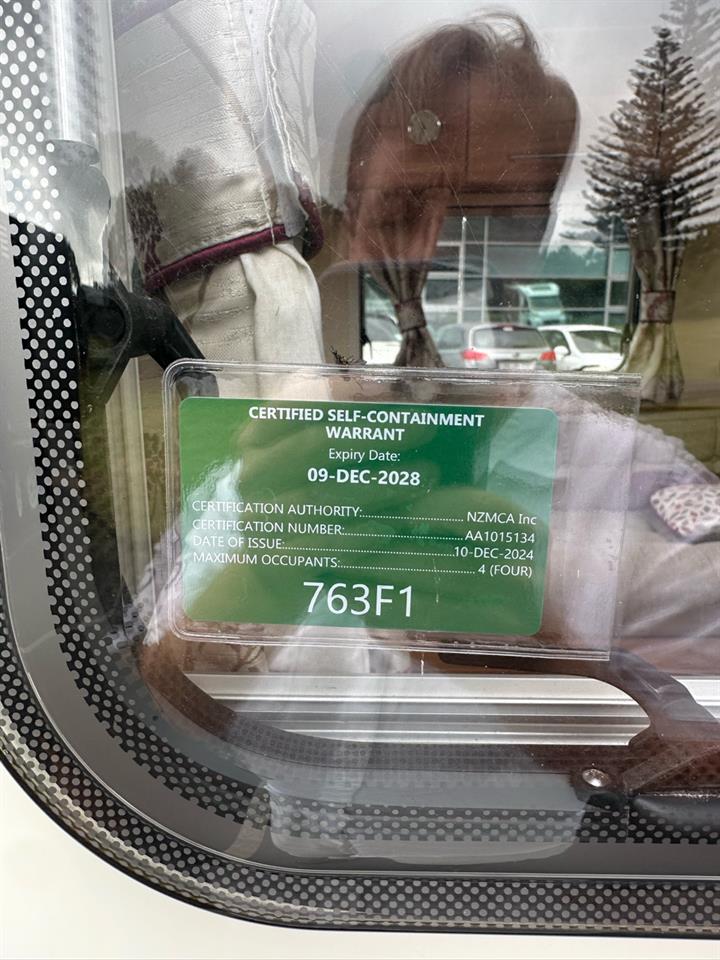 CERTIFIED SELF-CONTAINMENT
WARRANT
Expiry Date:
09-DEC-2028
CERTIFICATION AUTHORITY:............................ NZMCA Inc
CERTIFICATION NUMBER:................................AA1015134
DATE OF ISSUE:..............................................10-DEC-2024
MAXIMUM OCCUPANTS:.................................... 4 (FOUR)
763F1